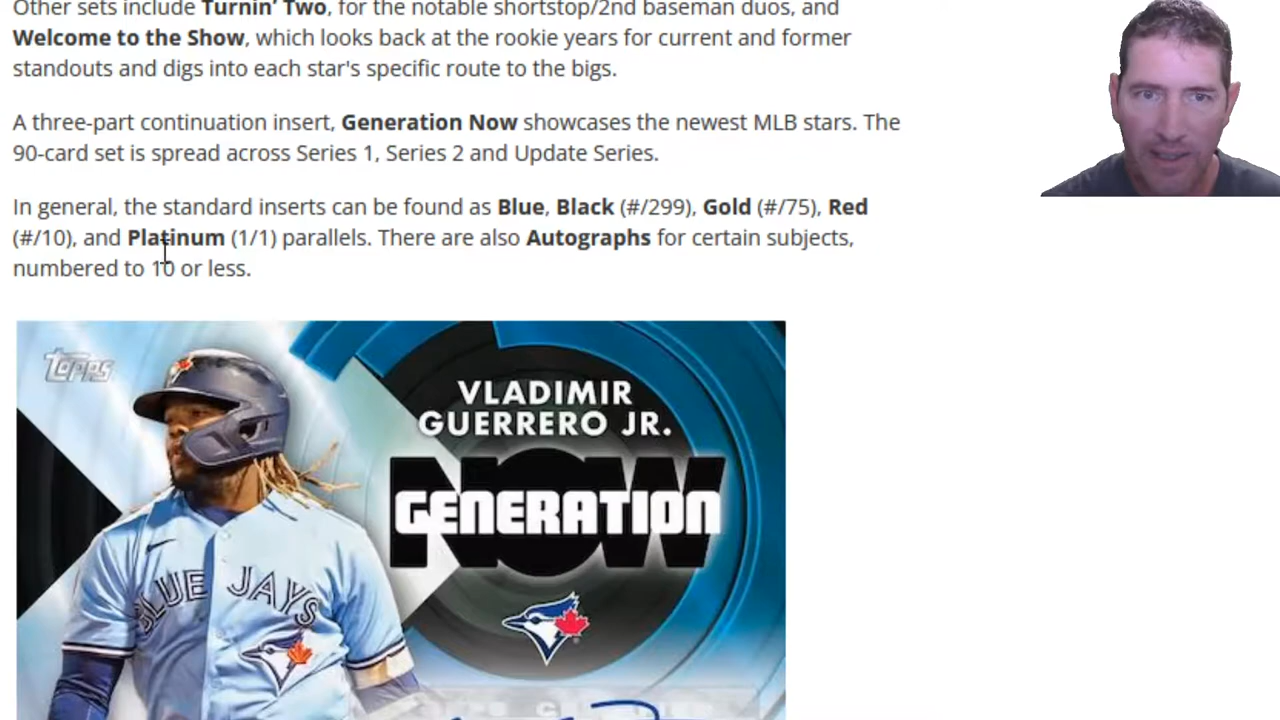 Other sets include Turnin' Two, for the notable shortstop/2nd baseman duos, and
Welcome to the Show, which looks back at the rookie years for current and former
standouts and digs into each star's specific route to the bigs.
A three-part continuation insert, Generation Now showcases the newest MLB stars. The
90-card set is spread across Series 1, Series 2 and Update Series.
In general, the standard inserts can be found as Blue, Black (#/299), Gold (#/75), Red
(#/10), and Platinum (1/1) parallels. There are also Autographs for certain subjects,
numbered to 10 or less.
Topps
VLADIMIR
GUERRERO JR.
NOW
GENERATION
BLUE JAYS